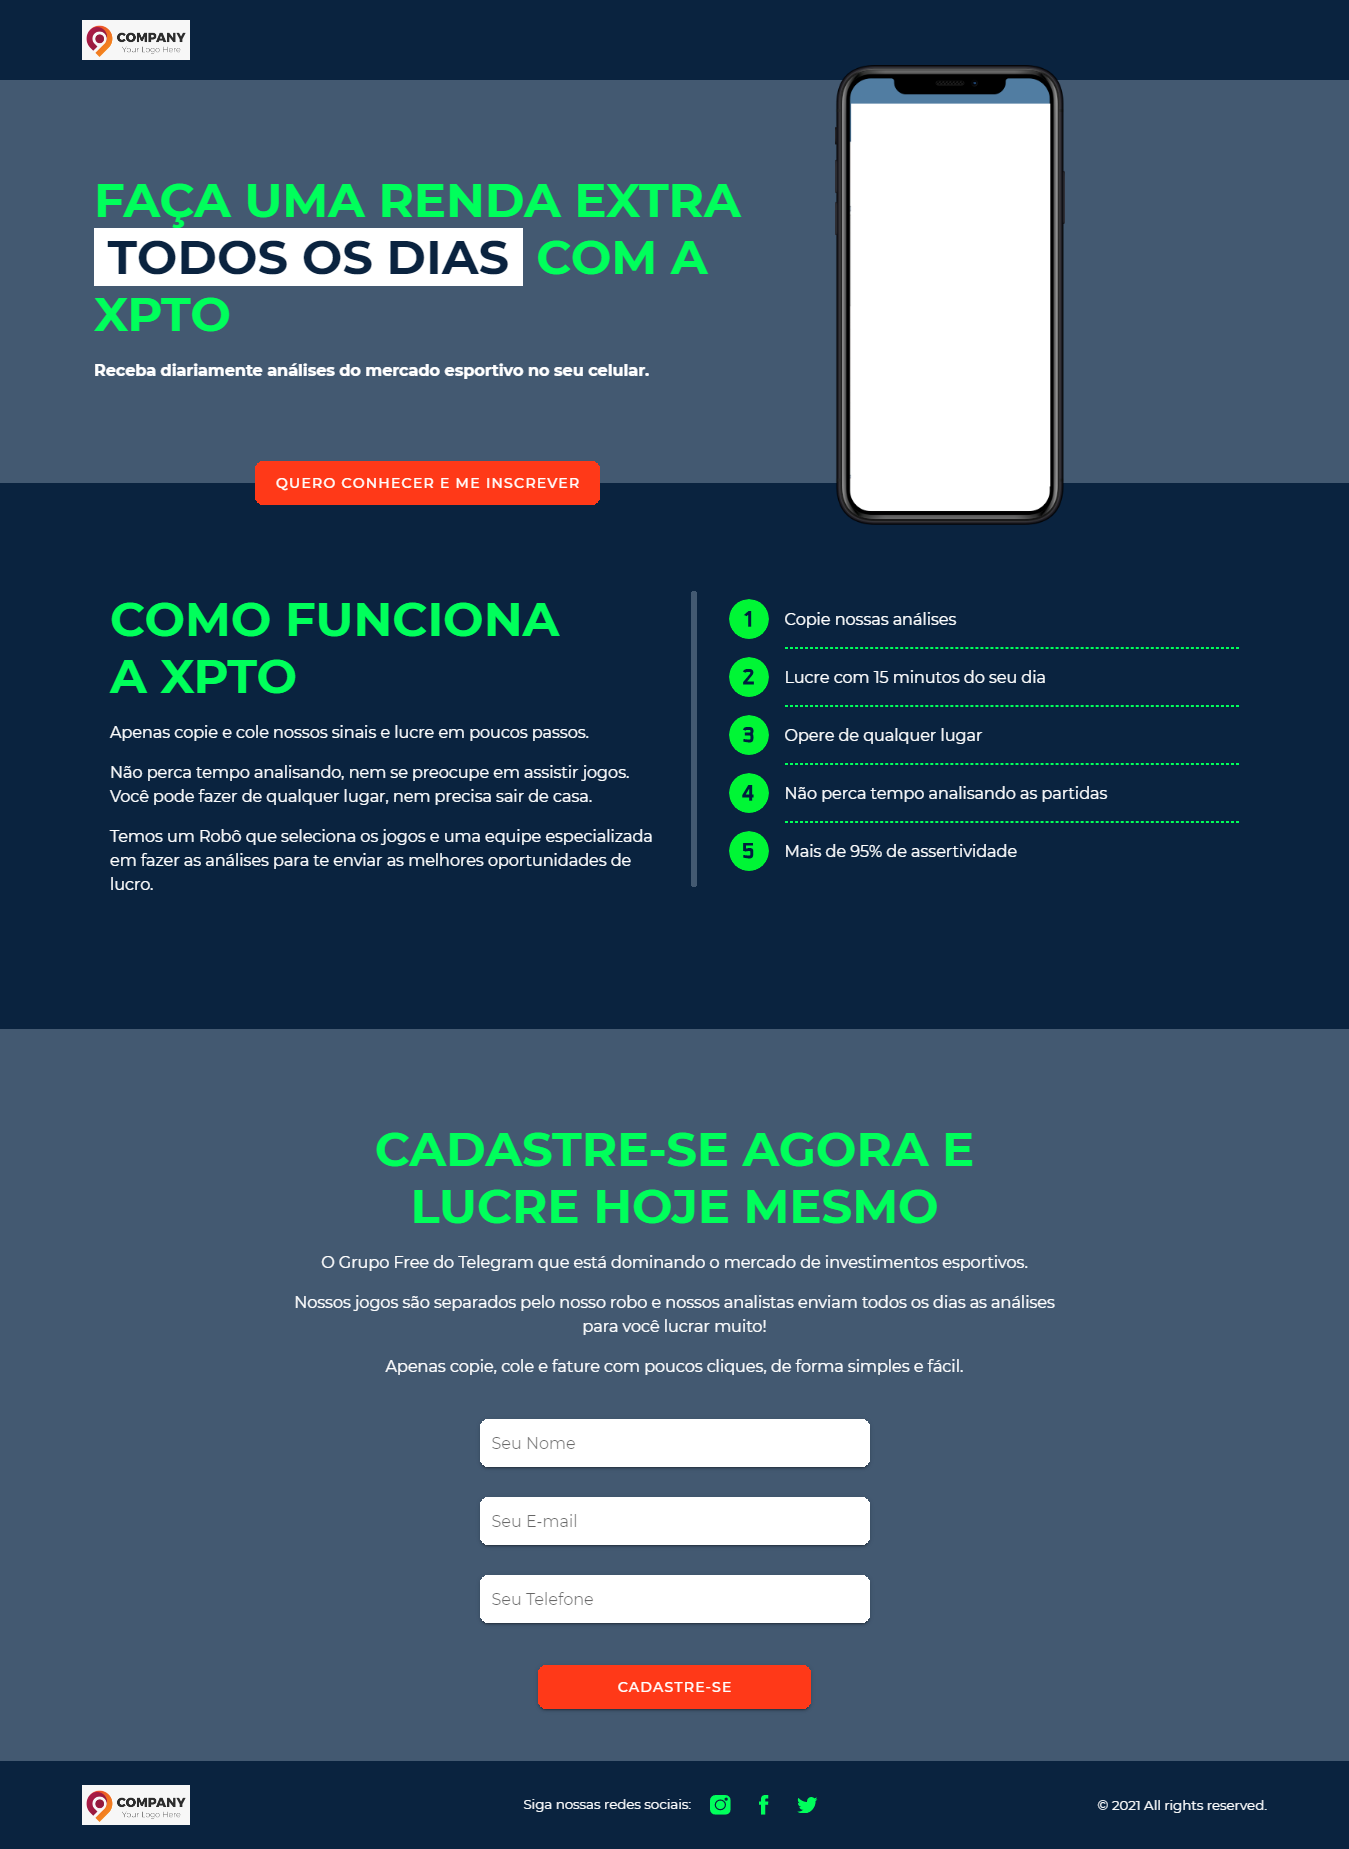 COMPANY
Your Logo Here
FAÇA UMA RENDA EXTRA
TODOS OS DIAS COM A
XPTO
Receba diariamente análises do mercado esportivo no seu celular.
QUERO CONHECER E ME INSCREVER
COMO FUNCIONA
A XPTO
Apenas copie e cole nossos sinais e lucre em poucos passos.
Não perca tempo analisando, nem se preocupe em assistir jogos.
Você pode fazer de qualquer lugar, nem precisa sair de casa.
Temos um Robô que seleciona os jogos e uma equipe especializada
em fazer as análises para te enviar as melhores oportunidades de
lucro.
1 Copie nossas análises
2 Lucre com 15 minutos do seu dia
3 Opere de qualquer lugar
4 Não perca tempo analisando as partidas
5 Mais de 95% de assertividade
CADASTRE-SE AGORA E
LUCRE HOJE MESMO
O Grupo Free do Telegram que está dominando o mercado de investimentos esportivos.
Nossos jogos são separados pelo nosso robo e nossos analistas enviam todos os dias as análises
para você lucrar muito!
Apenas copie, cole e fature com poucos cliques, de forma simples e fácil.
Seu Nome
Seu E-mail
Seu Telefone
CADASTRE-SE
COMPANY
Your Logo Here
Siga nossas redes sociais:
© 2021 All rights reserved.